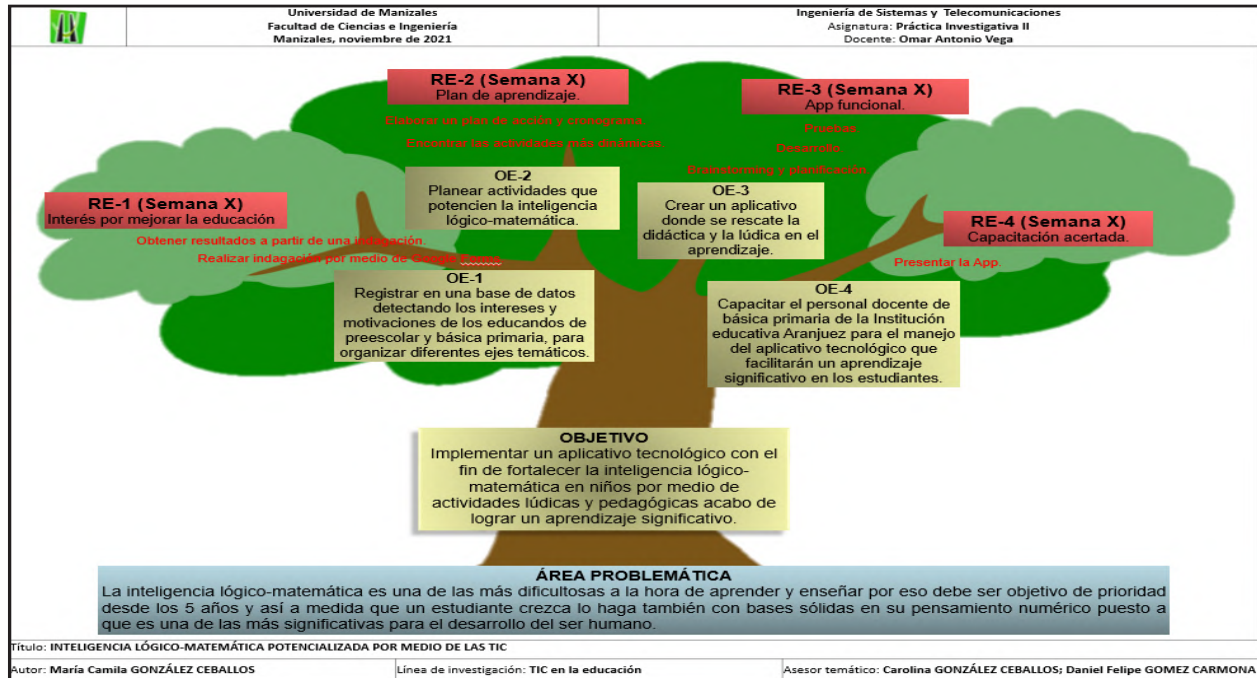 Universidad de Manizales
Facultad de Ciencias e Ingeniería
Manizales, noviembre de 2021
Ingeniería de Sistemas y Telecomunicaciones
Asignatura: Práctica Investigativa II
Docente: Omar Antonio Vega
RE-2 (Semana X)
Plan de aprendizaje.
Elaborar un plan de acción y cronograma
Encontrar las actividades más dinámicas
RE-3 (Semana X)
App funcional.
Pruebas
Desarrollo
Brainstorming y planificación
OE-2
Planear actividades que
potencien la inteligencia
lógico-matemática.
OE-3
Crear un aplicativo
donde se rescate la
didáctica y la lúdica en el
aprendizaje.
RE-1 (Semana X)
Interés por mejorar la educación
Obtener resultados a partir de una indagación.
Realizar indagación por medio de Google Forms
RE-4 (Semana X)
Capacitación acertada.
Presentar la App.
OE-1
Registrar en una base de datos
detectando los intereses y
motivaciones de los educandos de
preescolar y básica primaria, para
organizar diferentes ejes temáticos.
OE-4
Capacitar el personal docente de
básica primaria de la Institución
educativa Aranjuez para el manejo
del aplicativo tecnológico que
facilitarán un aprendizaje
significativo en los estudiantes.
OBJETIVO
Implementar un aplicativo tecnológico con el
fin de fortalecer la inteligencia lógico-
matemática en niños por medio de
actividades lúdicas y pedagógicas acabo de
lograr un aprendizaje significativo.
ÁREA PROBLEMÁTICA
La inteligencia lógico-matemática es una de las más dificultosas a la hora de aprender y enseñar por eso debe ser objetivo de prioridad
desde los 5 años y así a medida que un estudiante crezca lo haga también con bases sólidas en su pensamiento numérico puesto a
que es una de las más significativas para el desarrollo del ser humano.
Título: INTELIGENCIA LÓGICO-MATEMÁTICA POTENCIALIZADA POR MEDIO DE LAS TIC
Autor: María Camila GONZÁLEZ CEBALLOS
Línea de investigación: TIC en la educación
Asesor temático: Carolina GONZÁLEZ CEBALLOS; Daniel Felipe GOMEZ CARMONA